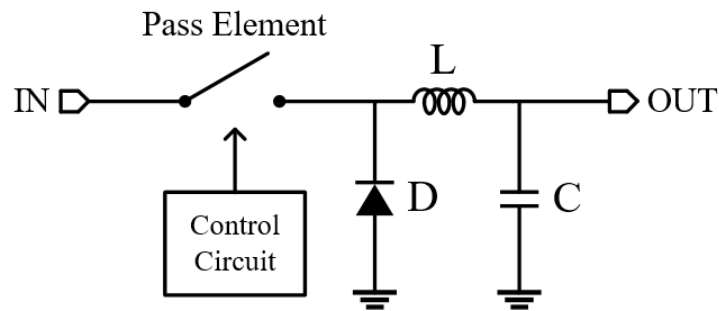 Pass Element
IN
L
OUT
D
C
Control
Circuit